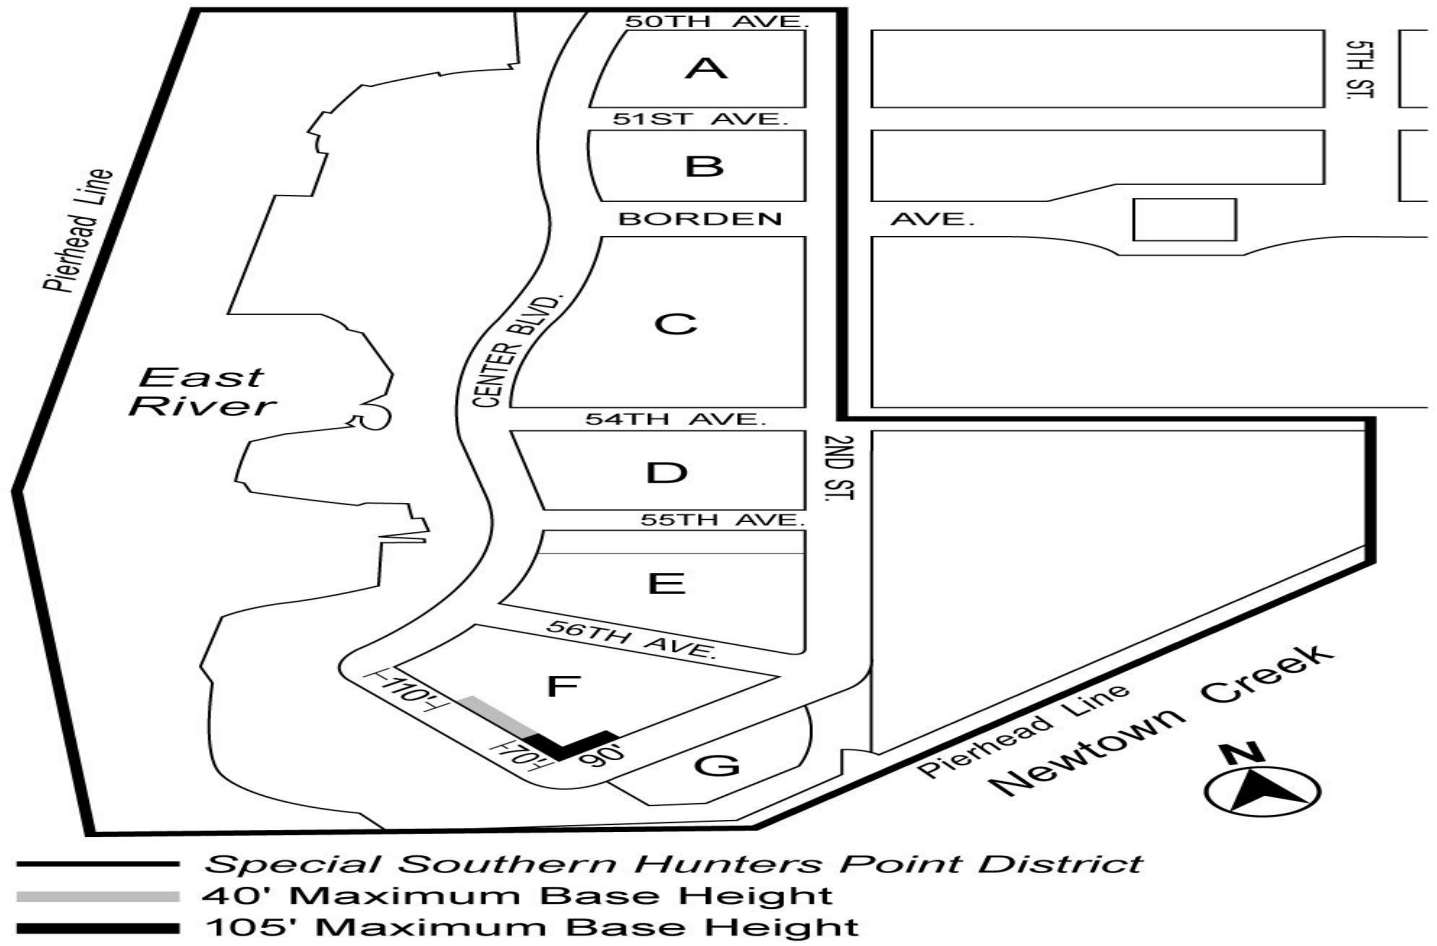 50TH AVE.
A
5TH ST.
51ST AVE.
B
Pierhead Line
BORDEN AVE.
C
CENTER BLVD.
East
River
54TH AVE.
D
2ND ST.
55TH AVE.
E
56TH AVE.
F
110'
70'
90'
G
Pierhead Line
Newtown Creek
N
Special Southern Hunters Point District
40' Maximum Base Height
105' Maximum Base Height